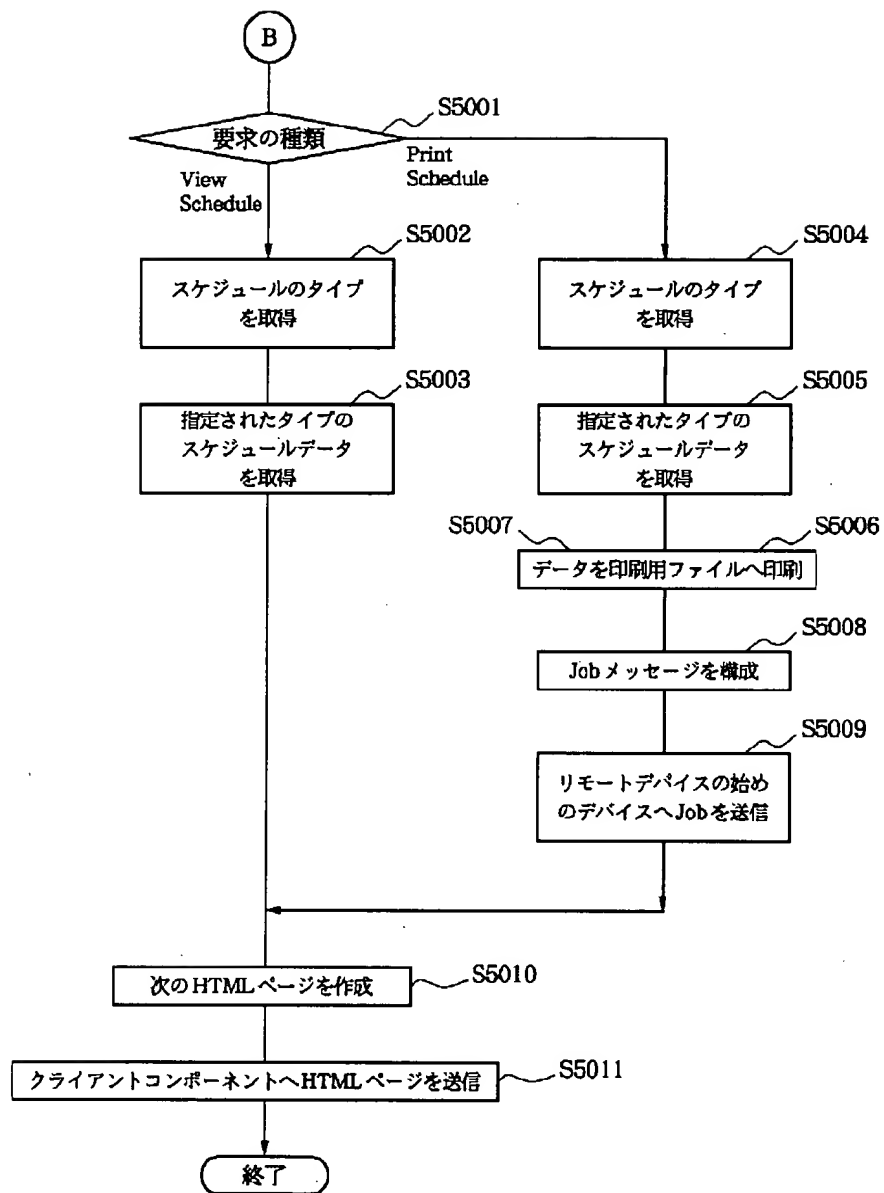 B
S5001
要求の種類
Print
Schedule
View
Schedule
S5002
スケジュールのタイプ
を取得
S5004
スケジュールのタイプ
を取得
S5003
指定されたタイプの
スケジュールデータ
を取得
S5005
指定されたタイプの
スケジュールデータ
を取得
S5007
S5006
データを印刷用ファイルへ印刷
S5008
Jobメッセージを構成
S5009
リモートデバイスの始め
のデバイスへJobを送信
次のHTMLページを作成
S5010
クライアントコンポーネントへHTMLページを送信
S5011
終了